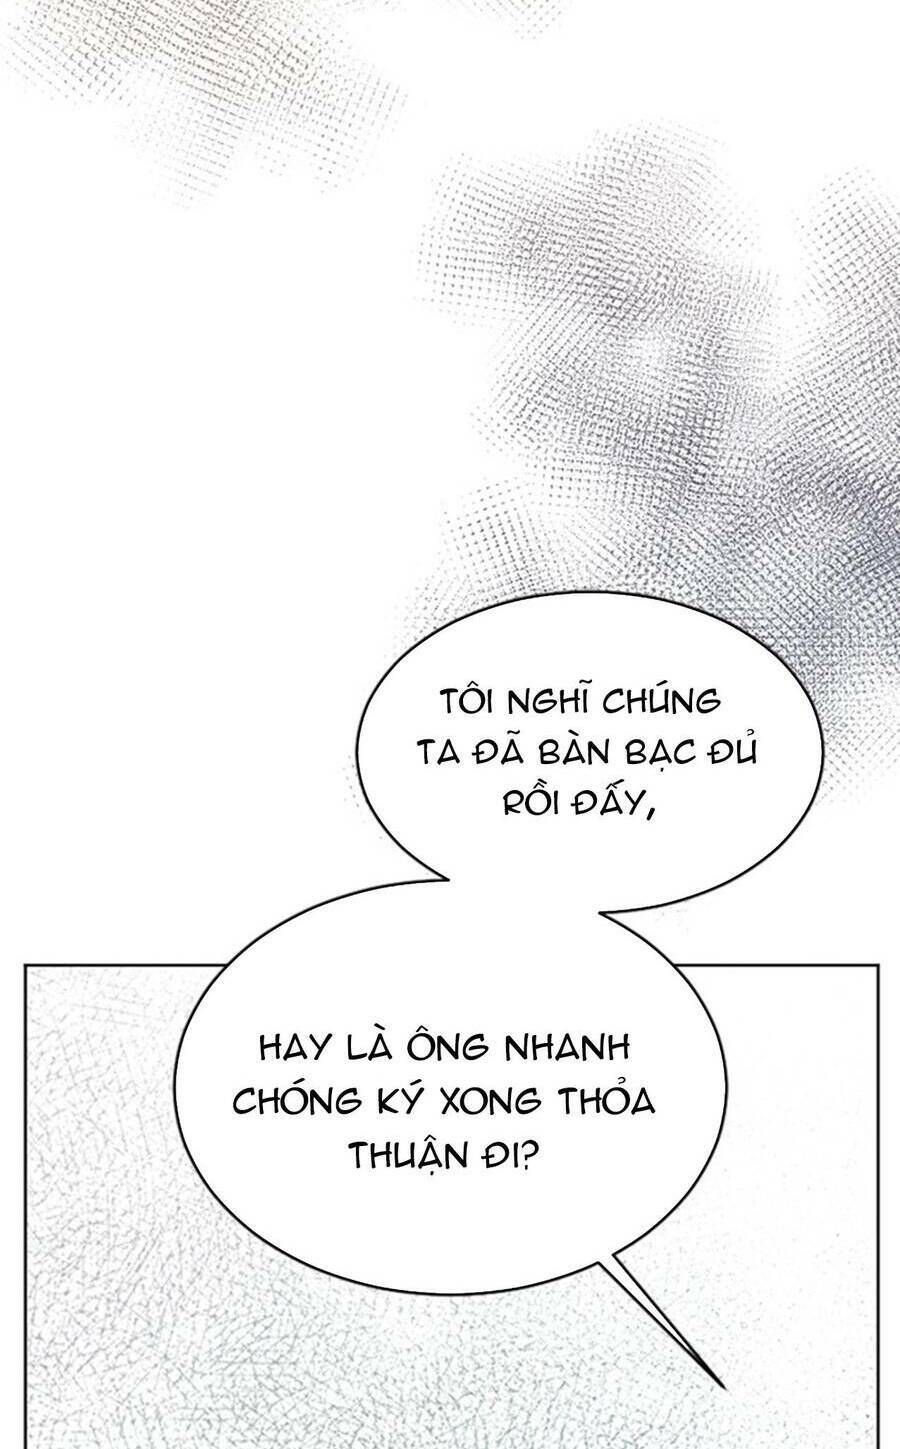 TÔI NGHĨ CHÚNG
TA ĐÃ BÀN BẠC ĐỦ
RỒI ĐẤY,
HAY LÀ ÔNG NHANH
CHÓNG KÝ XONG THỎA
THUẬN ĐI?